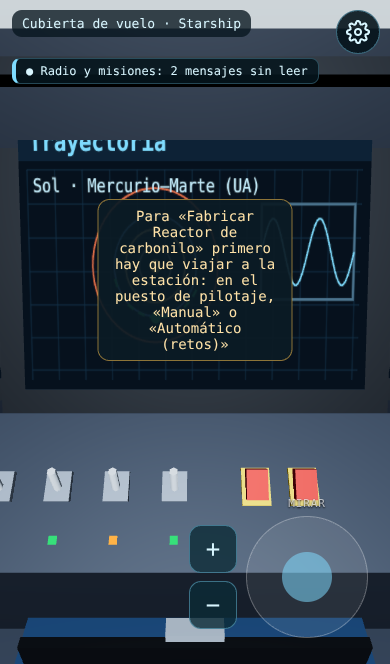 Cubierta de vuelo · Starship
● Radio y misiones: 2 mensajes sin leer
Trayectoria
Sol · Mercurio—Marte (UA)
Para «Fabricar
Reactor de
carbonilo» primero
hay que viajar a la
estación: en el
puesto de pilotaje,
«Manual» o
«Automático
(retos)»
MIRAR
+
−